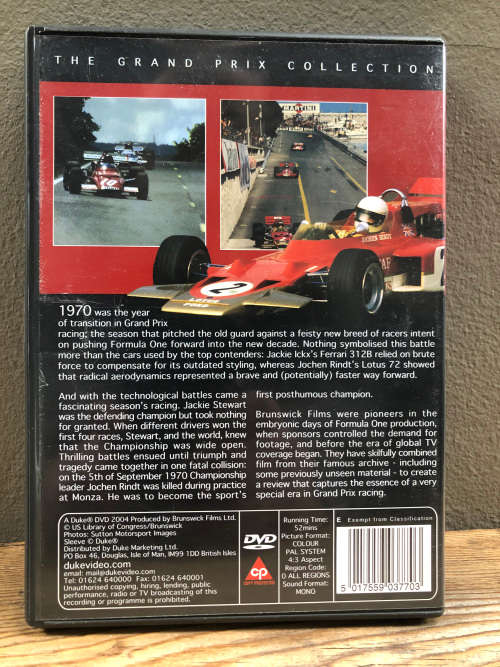 THE GRAND PRIX COLLECTION
MARTINI
JOCHEN RINDT
2
LOTUS
FORD
1970 was the year
of transition in Grand Prix
racing; the season that pitched the old guard against a feisty new breed of racers intent
on pushing Formula One forward into the new decade. Nothing symbolised this battle
more than the cars used by the top contenders: Jackie Ickx's Ferrari 312B relied on brute
force to compensate for its outdated styling, whereas Jochen Rindt's Lotus 72 showed
that radical aerodynamics represented a brave and (potentially) faster way forward.
And with the technological battles came a
fascinating season's racing. Jackie Stewart
was the defending champion but took nothing
for granted. When different drivers won the
first four races, Stewart, and the world, knew
that the Championship was wide open.
Thrilling battles ensued until triumph and
tragedy came together in one fatal collision:
on the 5th of September 1970 Championship
leader Jochen Rindt was killed during practice
at Monza. He was to become the sport's
first posthumous champion.
Brunswick Films were pioneers in the
embryonic days of Formula One production,
when sponsors controlled the demand for
footage, and before the era of global TV
coverage began. They have skilfully combined
film from their famous archive - including
some previously unseen material - to create
a review that captures the essence of a very
special era in Grand Prix racing.
A Duke® DVD 2004 Produced by Brunswick Films Ltd.
© US Library of Congress/Brunswick
Photos: Sutton Motorsport Images
Sleeve © Duke®
Distributed by Duke Marketing Ltd.
PO Box 46, Douglas, Isle of Man, IM99 1DD British Isles
dukevideo.com
email: mail@dukevideo.com
Tel: 01624 640000 Fax: 01624 640001
Unauthorised copying, hiring, lending, public
performance, radio or TV broadcasting of this
recording or programme is prohibited.
DVD
VIDEO
cp
COPY PROTECTED
Running Time:
52mins
Picture Format:
COLOUR
PAL SYSTEM
4:3 Aspect
Region Code:
0 ALL REGIONS
Sound Format:
MONO
E Exempt from Classification
5 017559 037703